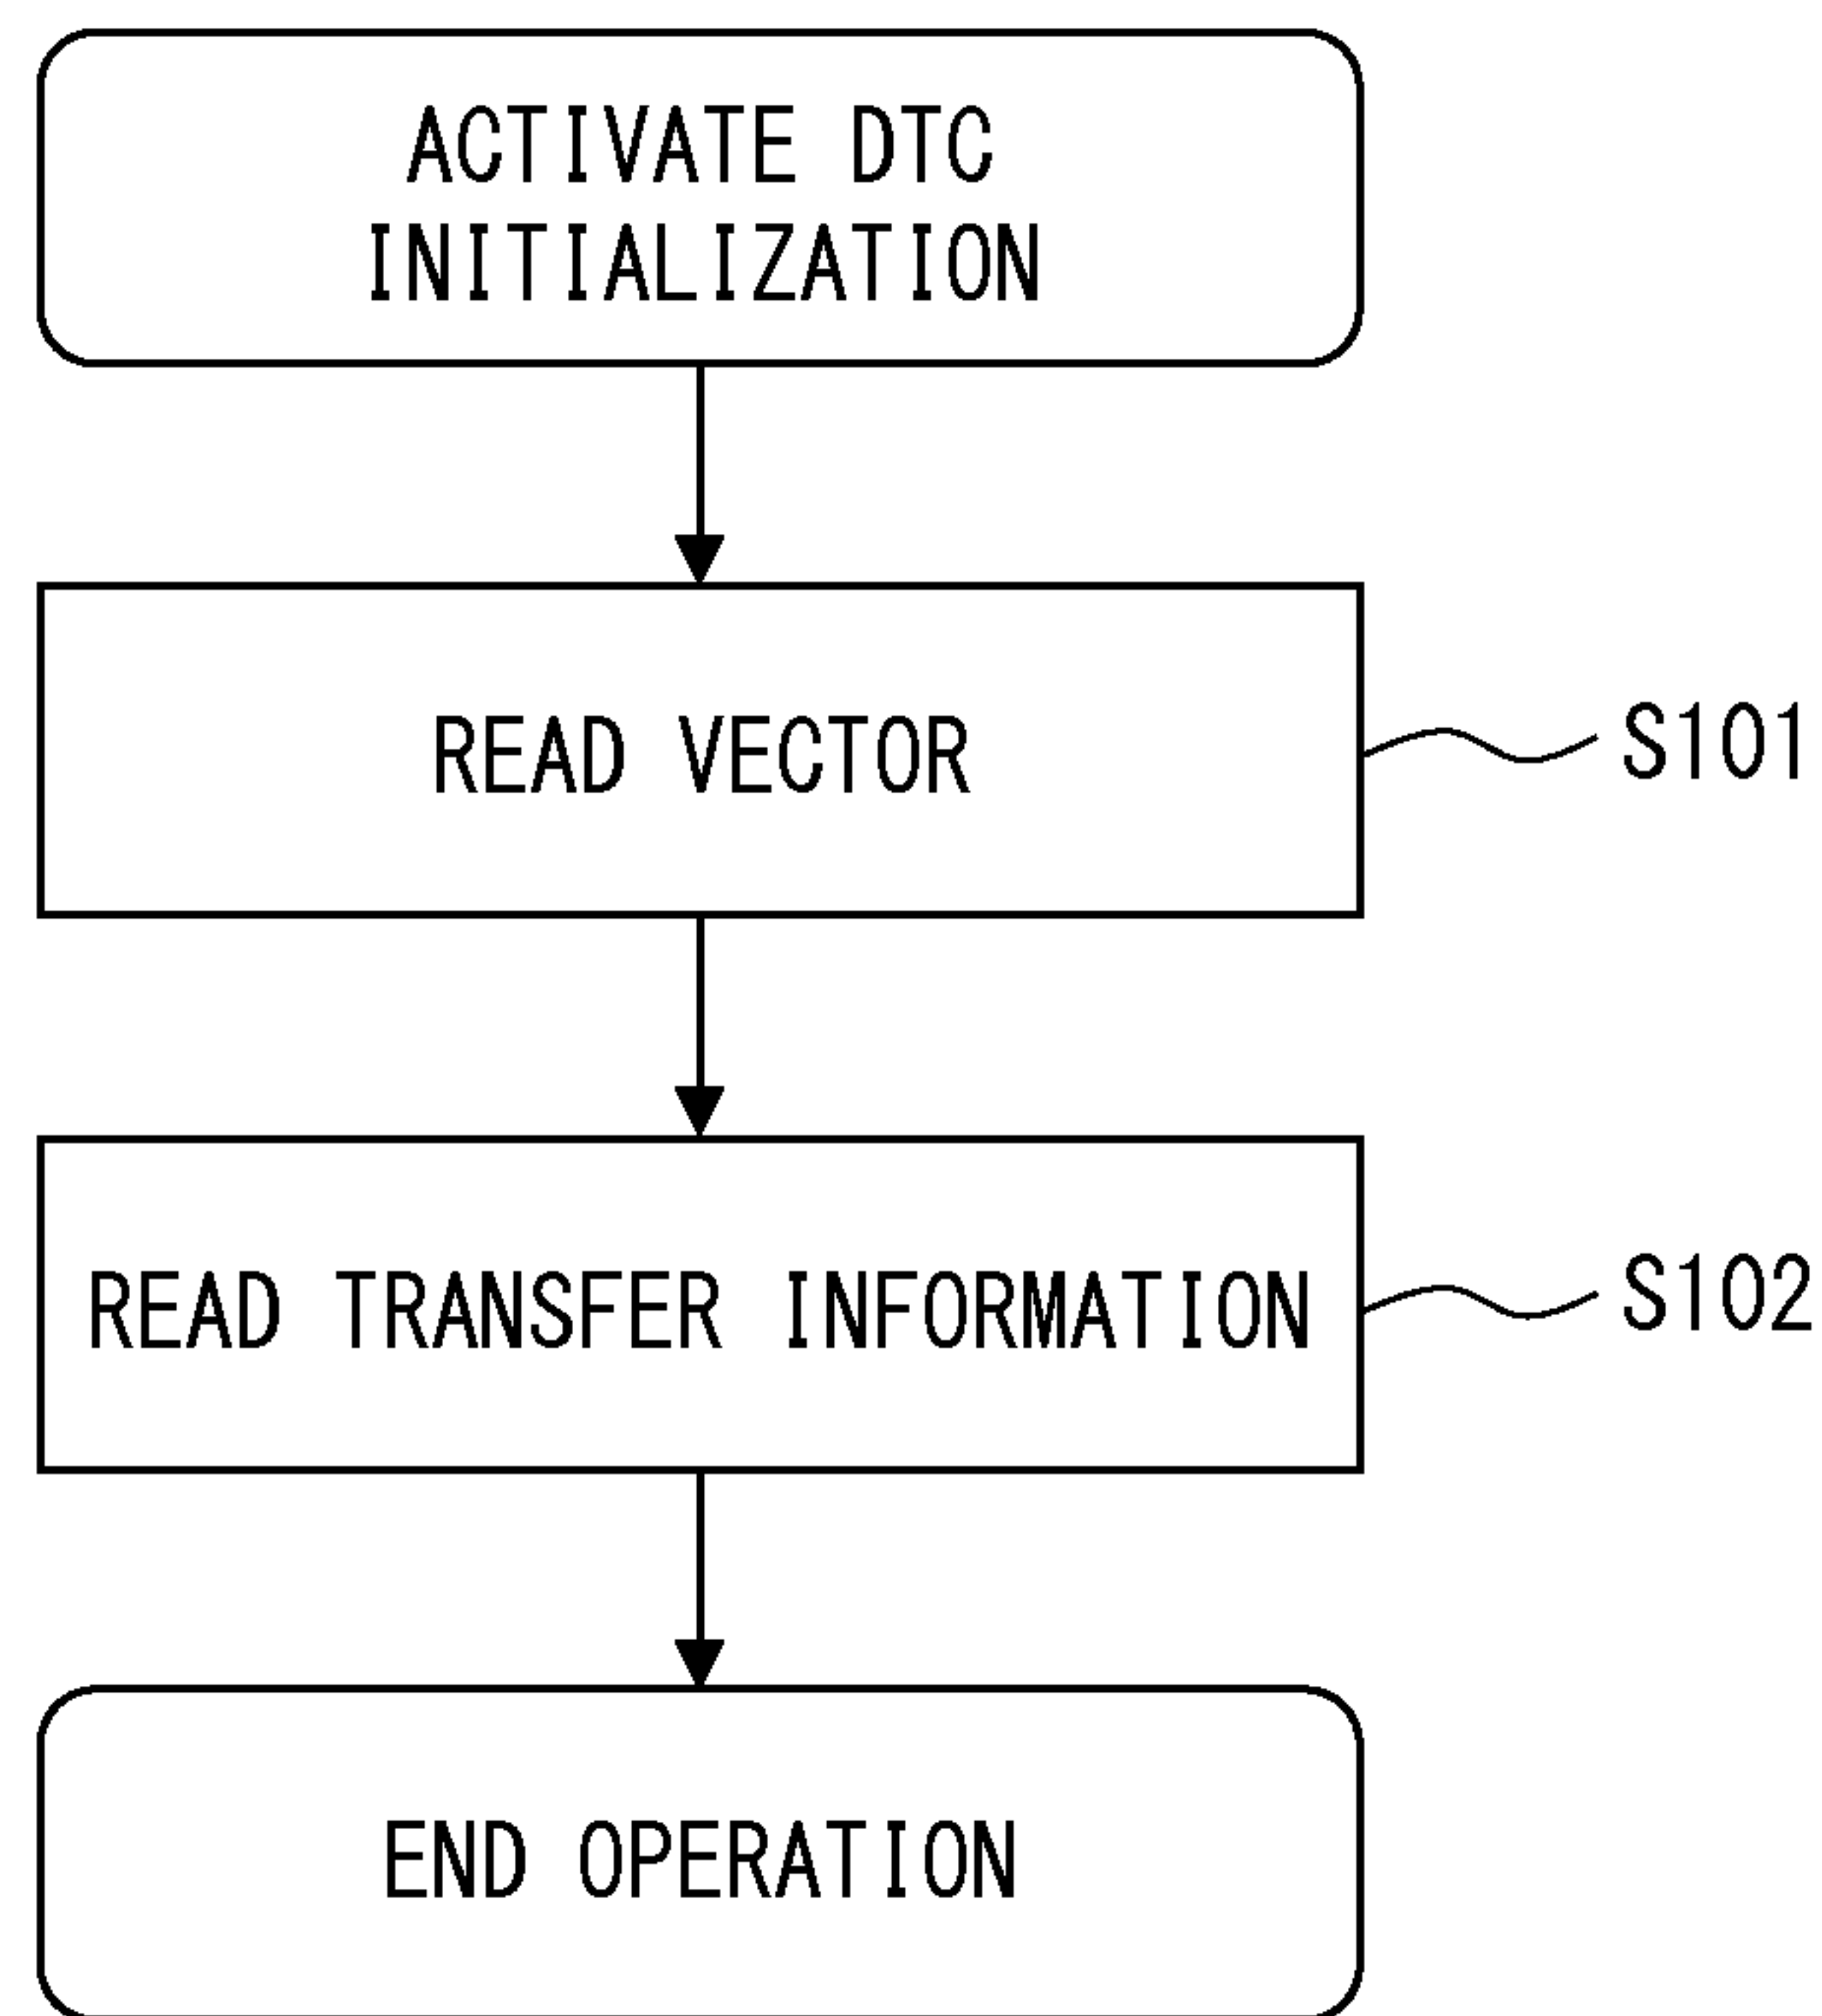 ACTIVATE DTC
INITIALIZATION
READ VECTOR
S101
READ TRANSFER INFORMATION
S102
END OPERATION